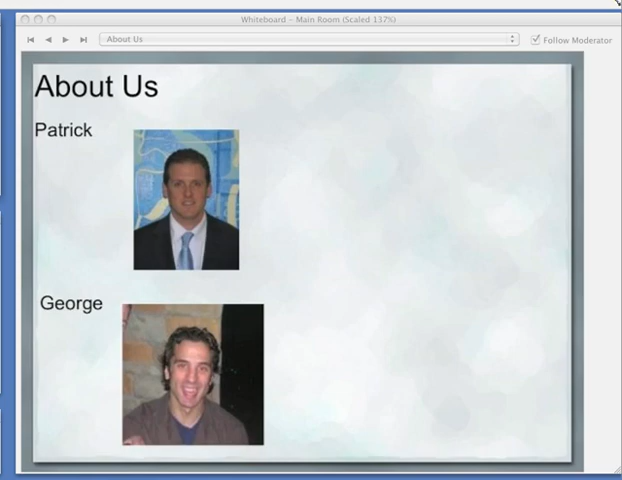 Whiteboard – Main Room (Scaled 137%)
About Us
Follow Moderator
About Us
Patrick
George